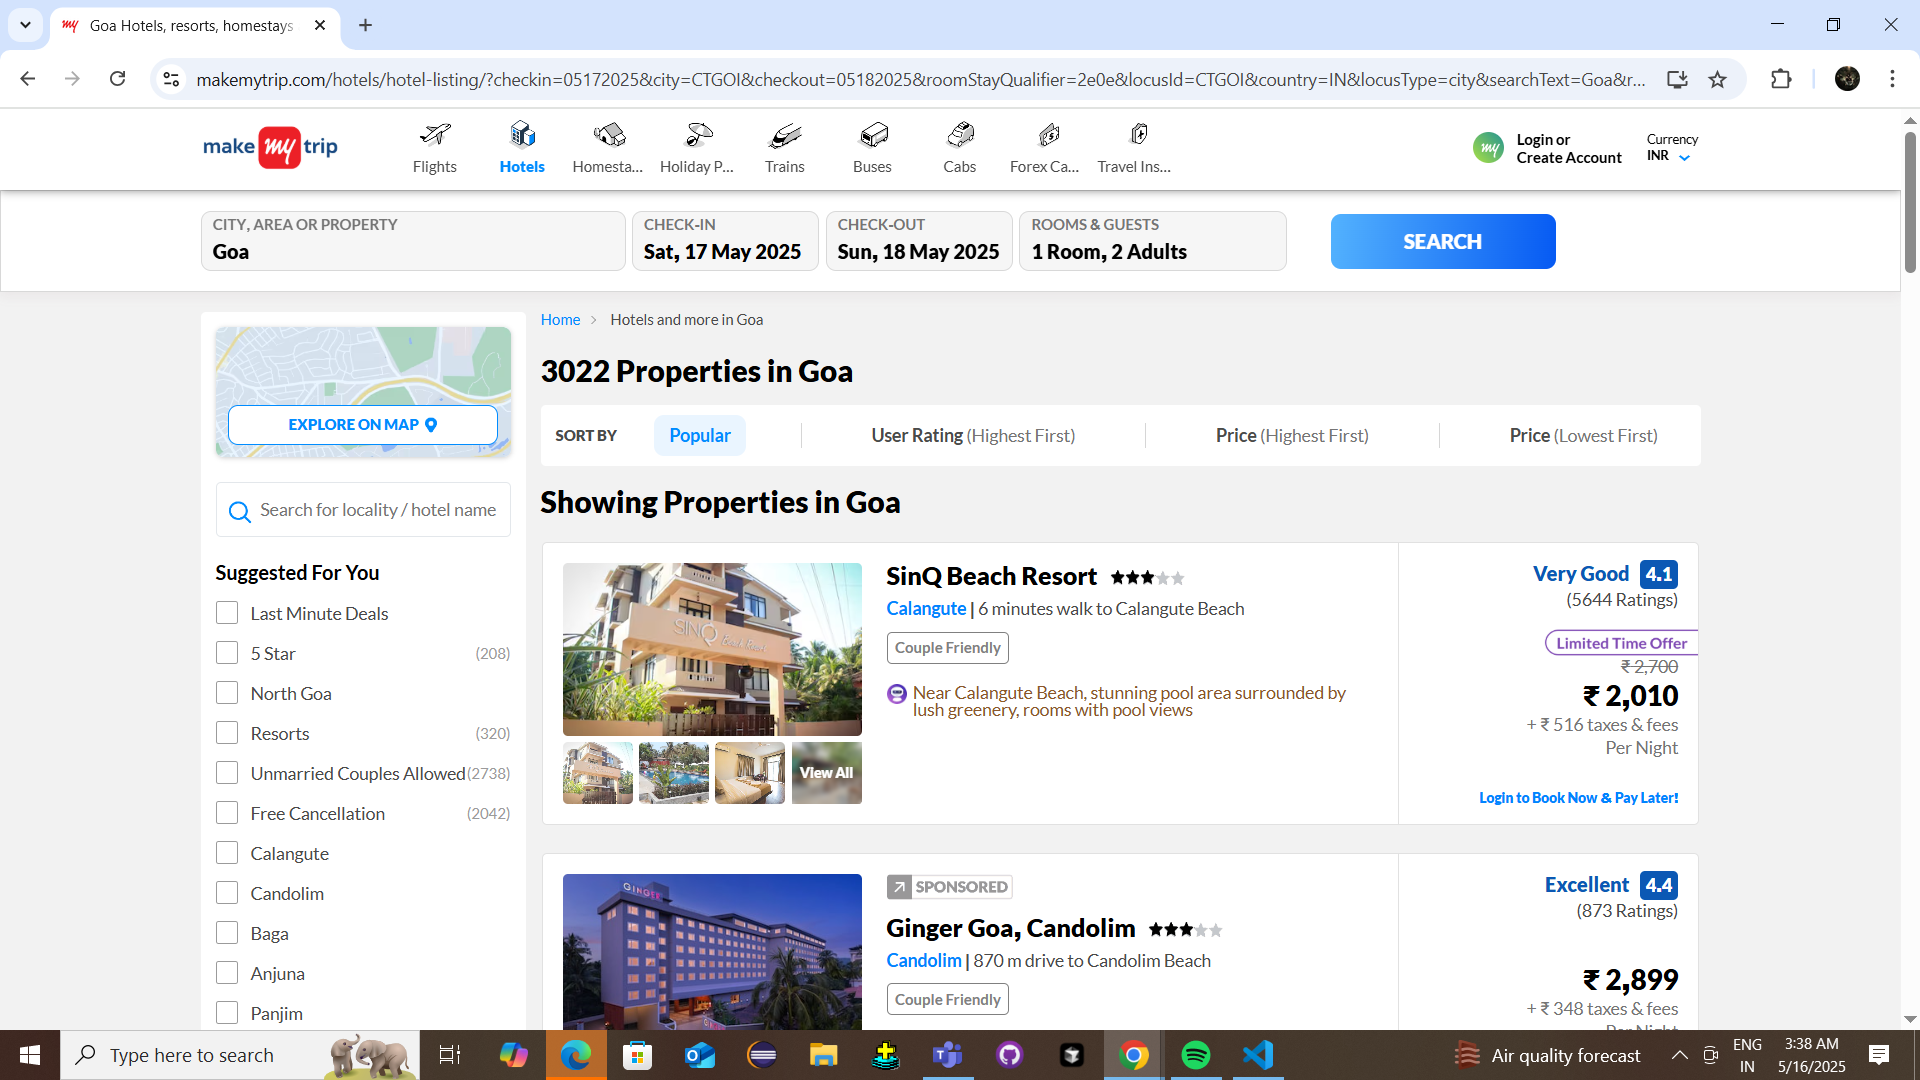 Goa Hotels, resorts, homestays
makemytrip.com/hotels/hotel-listing/?checkin=05172025&city=CTGOI&checkout=05182025&roomStayQualifier=2e0e&locusId=CTGOI&country=IN&locusType=city&searchText=Goa&r...
make my trip
Flights
Hotels
Homesta...
Holiday P...
Trains
Buses
Cabs
Forex Ca...
Travel Ins...
my
Login or
Create Account
Currency
INR
CITY, AREA OR PROPERTY
Goa
CHECK-IN
Sat, 17 May 2025
CHECK-OUT
Sun, 18 May 2025
ROOMS & GUESTS
1 Room, 2 Adults
SEARCH
EXPLORE ON MAP
Search for locality / hotel name
Suggested For You
Last Minute Deals
5 Star (208)
North Goa
Resorts (320)
Unmarried Couples Allowed (2738)
Free Cancellation (2042)
Calangute
Candolim
Baga
Anjuna
Panjim
Home > Hotels and more in Goa
3022 Properties in Goa
SORT BY Popular User Rating (Highest First) Price (Highest First) Price (Lowest First)
Showing Properties in Goa
SINQ Beach Resort
View All
SinQ Beach Resort
Calangute | 6 minutes walk to Calangute Beach
Couple Friendly
Near Calangute Beach, stunning pool area surrounded by
lush greenery, rooms with pool views
Very Good 4.1
(5644 Ratings)
Limited Time Offer
₹ 2,700
₹ 2,010
+ ₹ 516 taxes & fees
Per Night
Login to Book Now & Pay Later!
GINGER
SPONSORED
Ginger Goa, Candolim
Candolim | 870 m drive to Candolim Beach
Couple Friendly
Excellent 4.4
(873 Ratings)
₹ 2,899
+ ₹ 348 taxes & fees
Per Night
Type here to search
Air quality forecast
ENG
IN
3:38 AM
5/16/2025